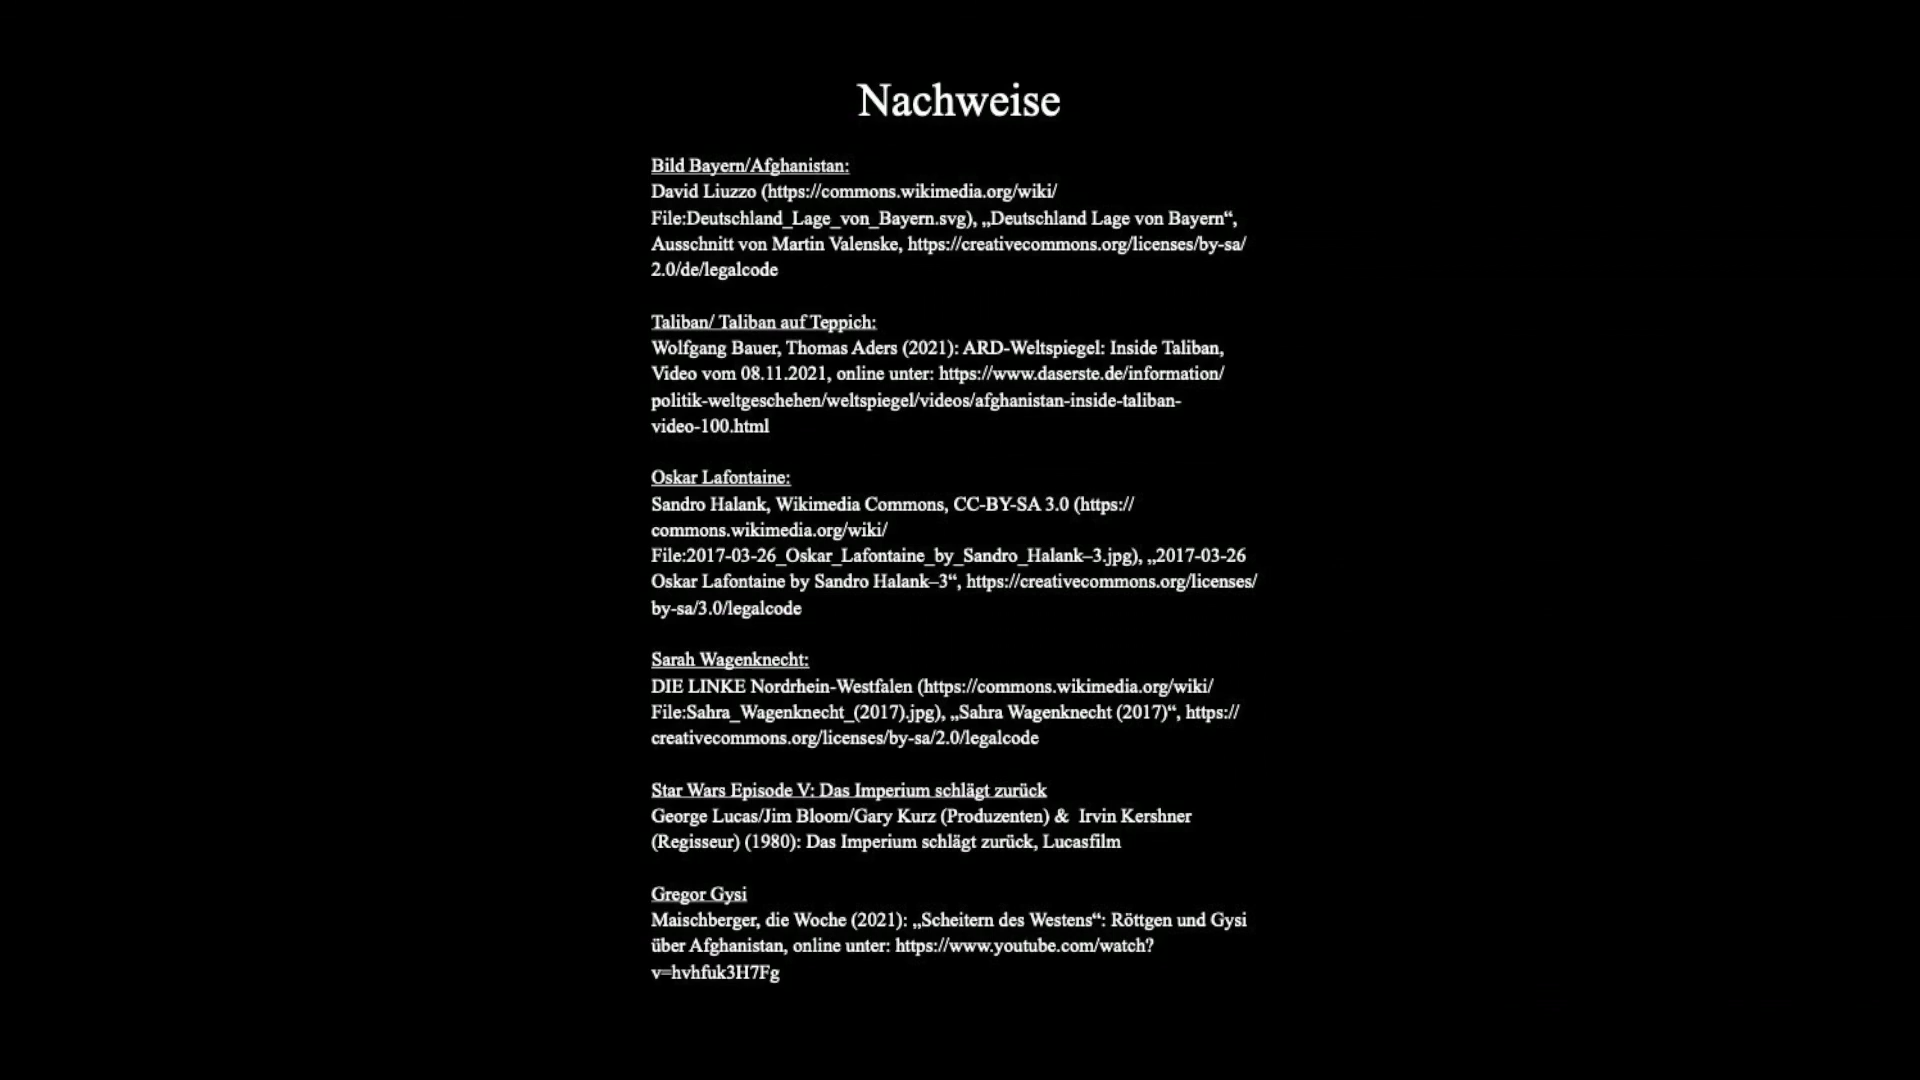 Nachweise
Bild Bayern/Afghanistan:
David Liuzzo (https://commons.wikimedia.org/wiki/
File:Deutschland_Lage_von_Bayern.svg), „Deutschland Lage von Bayern“,
Ausschnitt von Martin Valenske, https://creativecommons.org/licenses/by-sa/
2.0/de/legalcode
Taliban/ Taliban auf Teppich:
Wolfgang Bauer, Thomas Aders (2021): ARD-Weltspiegel: Inside Taliban,
Video vom 08.11.2021, online unter: https://www.daserste.de/information/
politik-weltgeschehen/weltspiegel/videos/afghanistan-inside-taliban-
video-100.html
Oskar Lafontaine:
Sandro Halank, Wikimedia Commons, CC-BY-SA 3.0 (https://
commons.wikimedia.org/wiki/
File:2017-03-26_Oskar_Lafontaine_by_Sandro_Halank–3.jpg), „2017-03-26
Oskar Lafontaine by Sandro Halank–3“, https://creativecommons.org/licenses/
by-sa/3.0/legalcode
Sarah Wagenknecht:
DIE LINKE Nordrhein-Westfalen (https://commons.wikimedia.org/wiki/
File:Sahra_Wagenknecht_(2017).jpg), „Sahra Wagenknecht (2017)“, https://
creativecommons.org/licenses/by-sa/2.0/legalcode
Star Wars Episode V: Das Imperium schlägt zurück
George Lucas/Jim Bloom/Gary Kurz (Produzenten) & Irvin Kershner
(Regisseur) (1980): Das Imperium schlägt zurück, Lucasfilm
Gregor Gysi
Maischberger, die Woche (2021): „Scheitern des Westens“: Röttgen und Gysi
über Afghanistan, online unter: https://www.youtube.com/watch?
v=hvhfuk3H7Fg